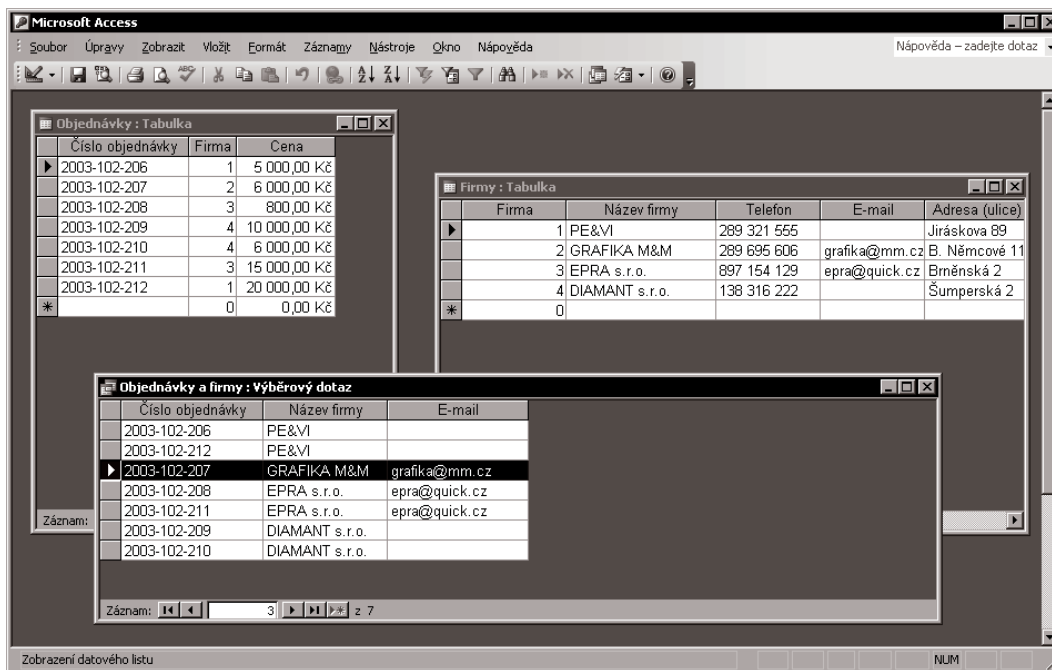 Microsoft Access
Soubor Úpravy Zobrazit Vložit Formát Záznamy Nástroje Okno Nápověda Nápověda – zadejte dotaz
Objednávky : Tabulka
Číslo objednávky Firma Cena
2003-102-206 1 5 000,00 Kč
2003-102-207 2 6 000,00 Kč
2003-102-208 3 800,00 Kč
2003-102-209 4 10 000,00 Kč
2003-102-210 4 6 000,00 Kč
2003-102-211 3 15 000,00 Kč
2003-102-212 1 20 000,00 Kč
0 0,00 Kč
Záznam:
Firmy : Tabulka
Firma Název firmy Telefon E-mail Adresa (ulice)
1 PE&VI 289 321 555 Jiráskova 89
2 GRAFIKA M&M 289 695 606 grafika@mm.cz B. Němcové 11
3 EPRA s.r.o. 897 154 129 epra@quick.cz Brněnská 2
4 DIAMANT s.r.o. 138 316 222 Šumperská 2
0
Objednávky a firmy : Výběrový dotaz
Číslo objednávky Název firmy E-mail
2003-102-206 PE&VI
2003-102-212 PE&VI
2003-102-207 GRAFIKA M&M grafika@mm.cz
2003-102-208 EPRA s.r.o. epra@quick.cz
2003-102-211 EPRA s.r.o. epra@quick.cz
2003-102-209 DIAMANT s.r.o.
2003-102-210 DIAMANT s.r.o.
Záznam: 3 z 7
Zobrazení datového listu NUM